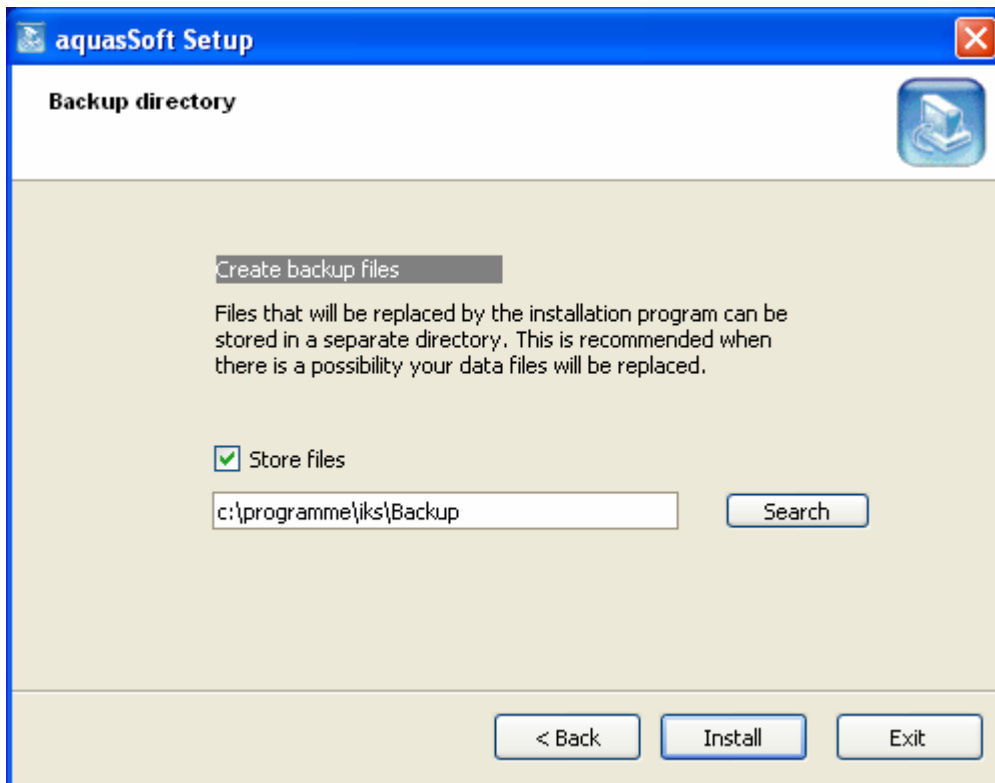 aquasSoft Setup
Backup directory
Create backup files
Files that will be replaced by the installation program can be
stored in a separate directory. This is recommended when
there is a possibility your data files will be replaced.
Store files
c:\programme\iks\Backup
Search
< Back
Install
Exit